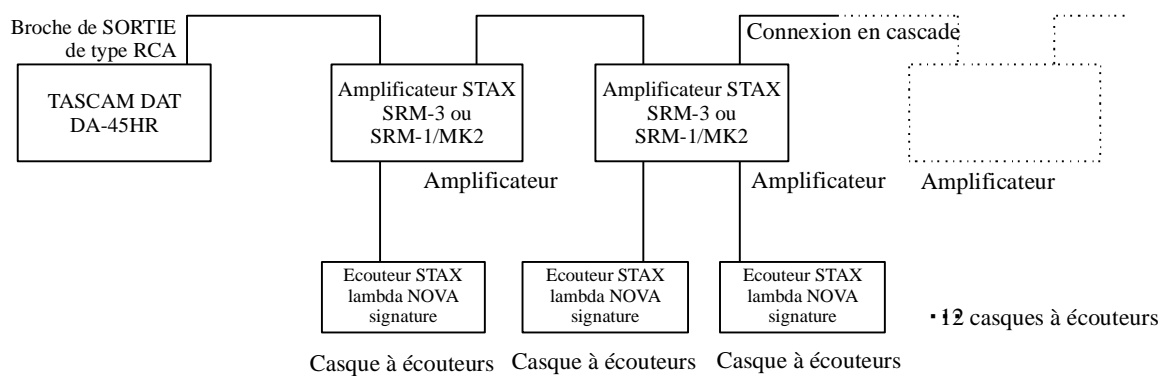 Broche de SORTIE
de type RCA
Connexion en cascade
TASCAM DAT
DA-45HR
Amplificateur STAX
SRM-3 ou
SRM-1/MK2
Amplificateur STAX
SRM-3 ou
SRM-1/MK2
Amplificateur
Amplificateur
Amplificateur
Ecouteur STAX
lambda NOVA
signature
Ecouteur STAX
lambda NOVA
signature
Ecouteur STAX
lambda NOVA
signature
12 casques à écouteurs
Casque à écouteurs
Casque à écouteurs
Casque à écouteurs